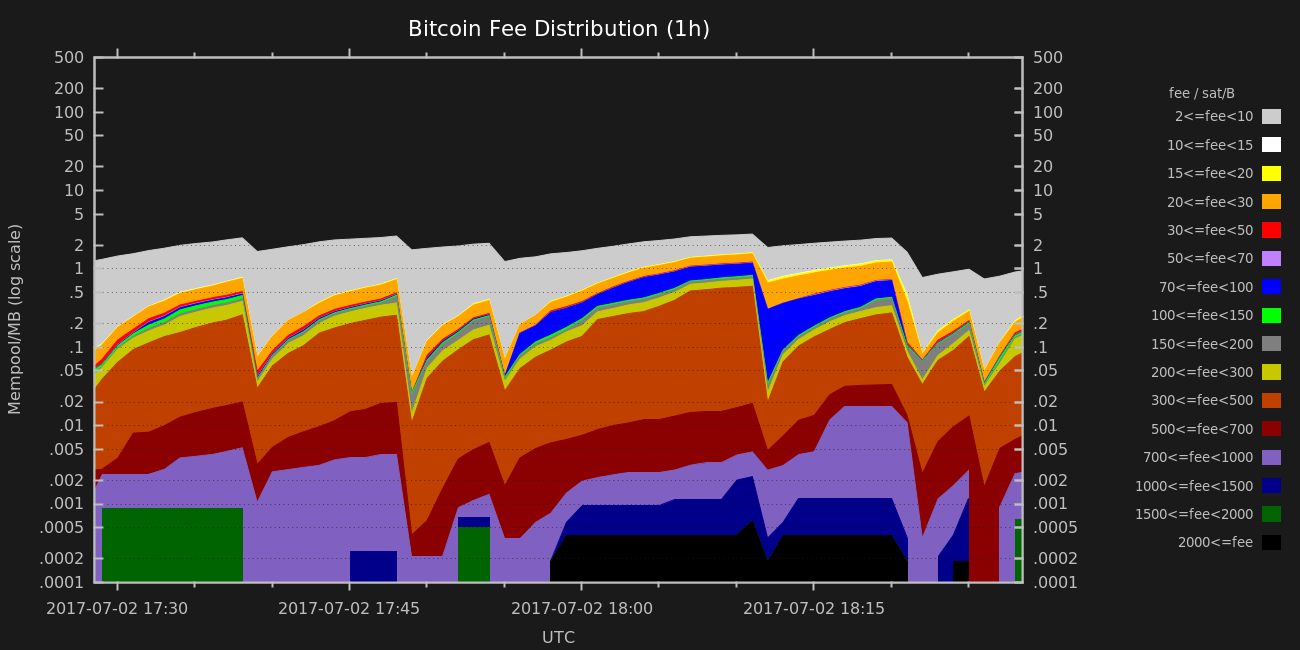 Bitcoin Fee Distribution (1h)
500 500
200 200
100 100
50 50
20 20
10 10
5 5
2 2
1 1
.5 .5
.2 .2
.1 .1
.05 .05
.02 .02
.01 .01
.005 .005
.002 .002
.001 .001
.0005 .0005
.0002 .0002
.0001 .0001
Mempool/MB (log scale)
2017-07-02 17:30 2017-07-02 17:45 2017-07-02 18:00 2017-07-02 18:15
UTC
fee / sat/B
2<=fee<10
10<=fee<15
15<=fee<20
20<=fee<30
30<=fee<50
50<=fee<70
70<=fee<100
100<=fee<150
150<=fee<200
200<=fee<300
300<=fee<500
500<=fee<700
700<=fee<1000
1000<=fee<1500
1500<=fee<2000
2000<=fee